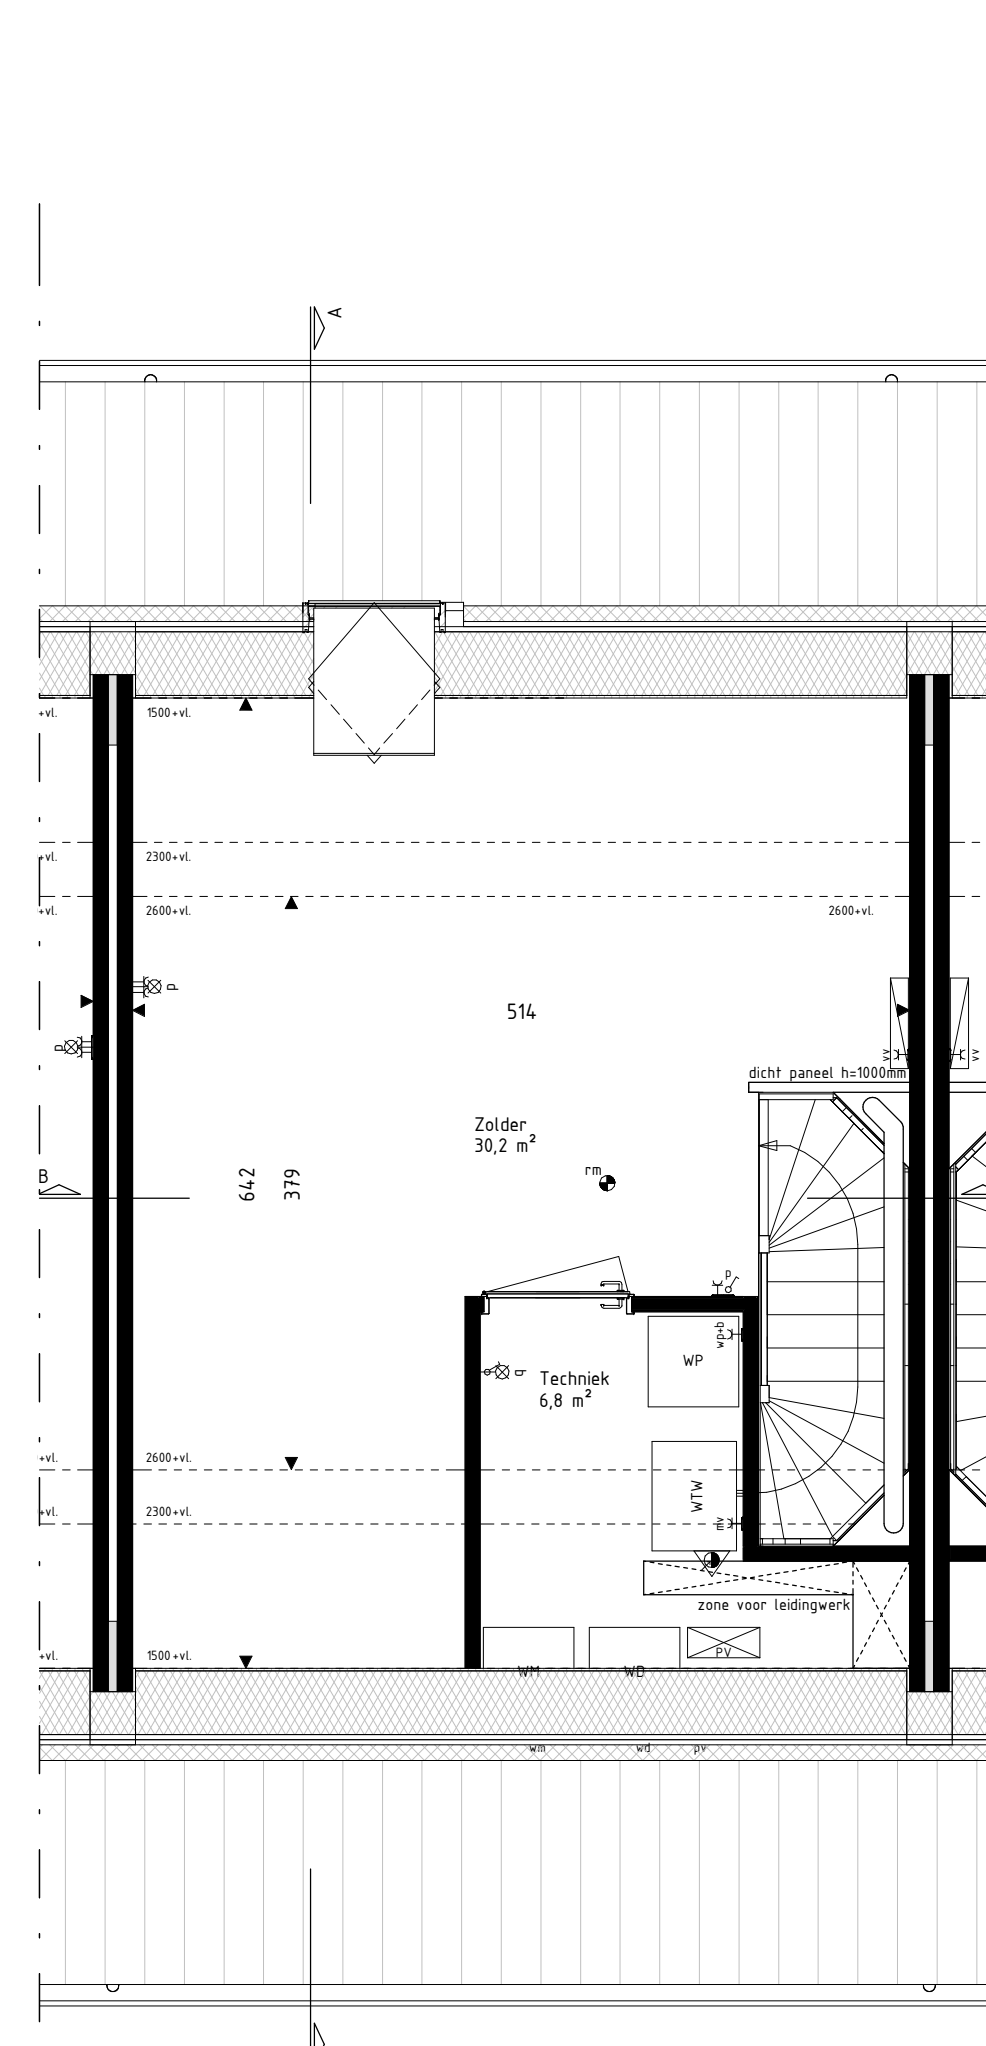 A
+vl.
1500+vl.
+vl.
2300+vl.
+vl.
2600+vl.
2600+vl.
p
514
p
vv
vv
dicht paneel h=1000mm
Zolder
30,2 m²
rm
B
642
379
p
wp+b
WP
Techniek
6,8 m²
q
+vl.
2600+vl.
WTW
+vl.
2300+vl.
mv
zone voor leidingwerk
+vl.
1500+vl.
PV
WM
WD
wm
wd
pv